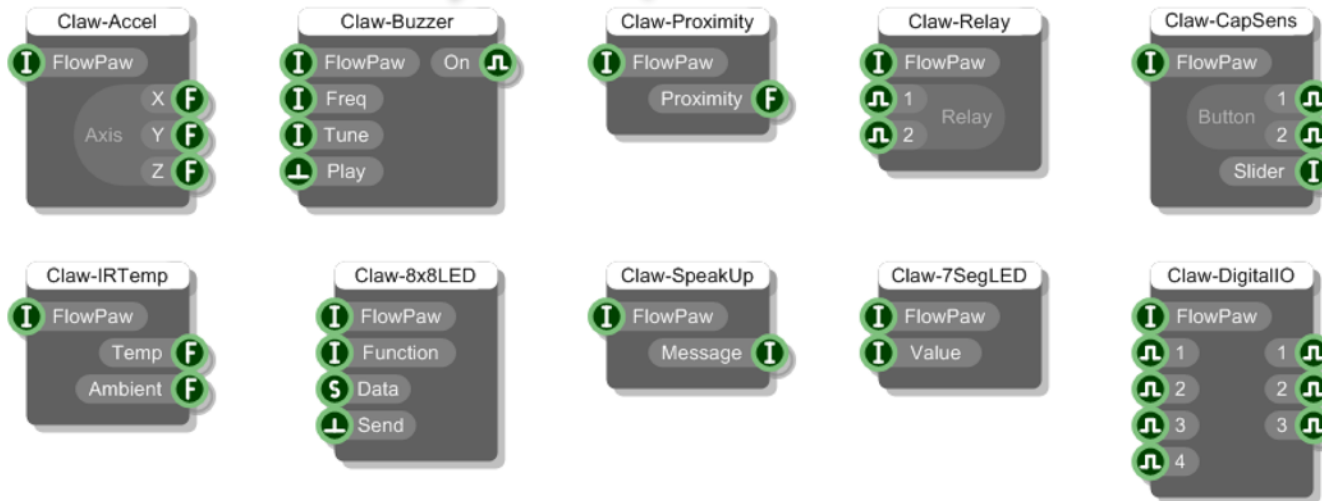 Claw-Accel
I FlowPaw
X F
Axis Y F
Z F
Claw-Buzzer
I FlowPaw On
I Freq
I Tune
Play
Claw-Proximity
I FlowPaw
Proximity F
Claw-Relay
I FlowPaw
1
Relay
2
Claw-CapSens
I FlowPaw
1
Button
2
Slider I
Claw-IRTemp
I FlowPaw
Temp F
Ambient F
Claw-8x8LED
I FlowPaw
I Function
S Data
Send
Claw-SpeakUp
I FlowPaw
Message I
Claw-7SegLED
I FlowPaw
I Value
Claw-DigitalIO
I FlowPaw
1 1
2 2
3 3
4